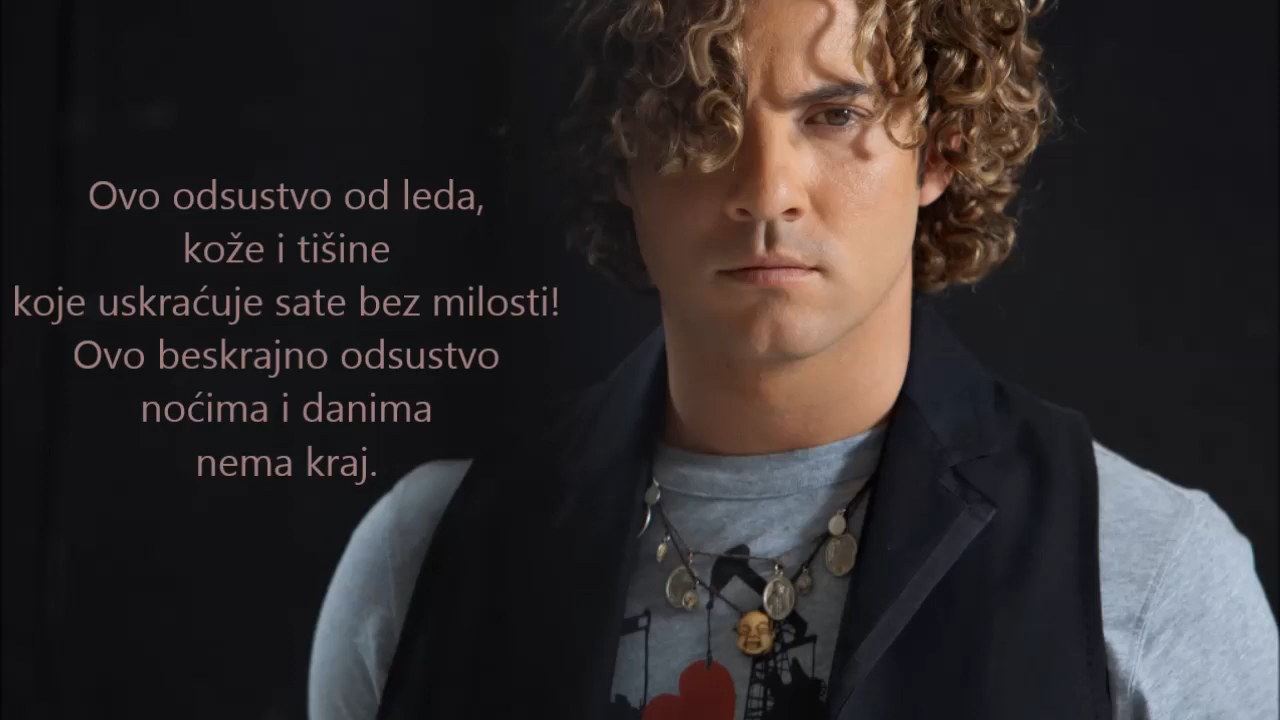 Ovo odsustvo od leda,
kože i tišine
koje uskraćuje sate bez milosti!
Ovo beskrajno odsustvo
noćima i danima
nema kraj.